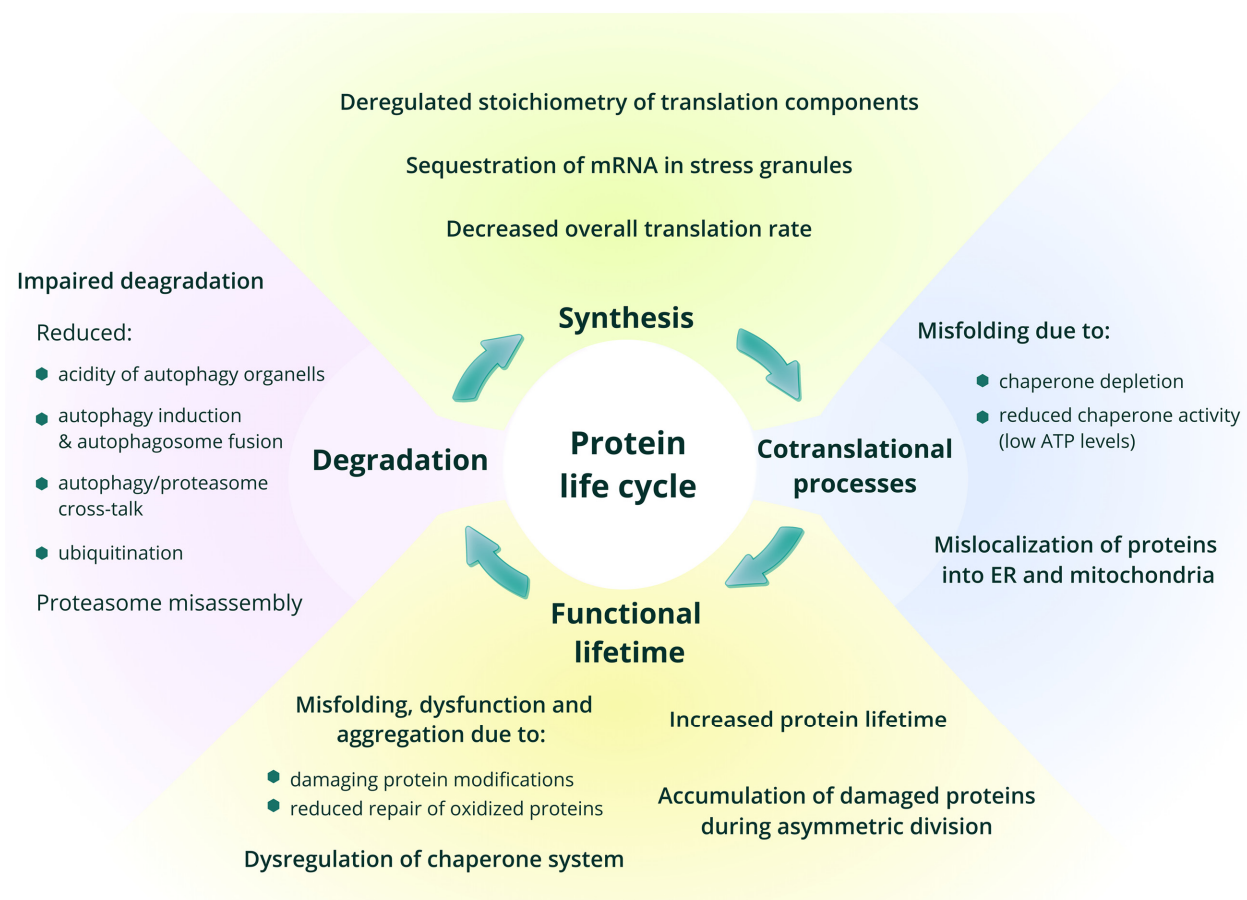 Deregulated stoichiometry of translation components
Sequestration of mRNA in stress granules
Decreased overall translation rate
Synthesis
Impaired deagradation
Reduced:
acidity of autophagy organells
autophagy induction
& autophagosome fusion
autophagy/proteasome
cross-talk
ubiquitination
Proteasome misassembly
Degradation
Protein
life cycle
Cotranslational
processes
Misfolding due to:
chaperone depletion
reduced chaperone activity
(low ATP levels)
Mislocalization of proteins
into ER and mitochondria
Functional
lifetime
Misfolding, dysfunction and
aggregation due to:
damaging protein modifications
reduced repair of oxidized proteins
Dysregulation of chaperone system
Increased protein lifetime
Accumulation of damaged proteins
during asymmetric division